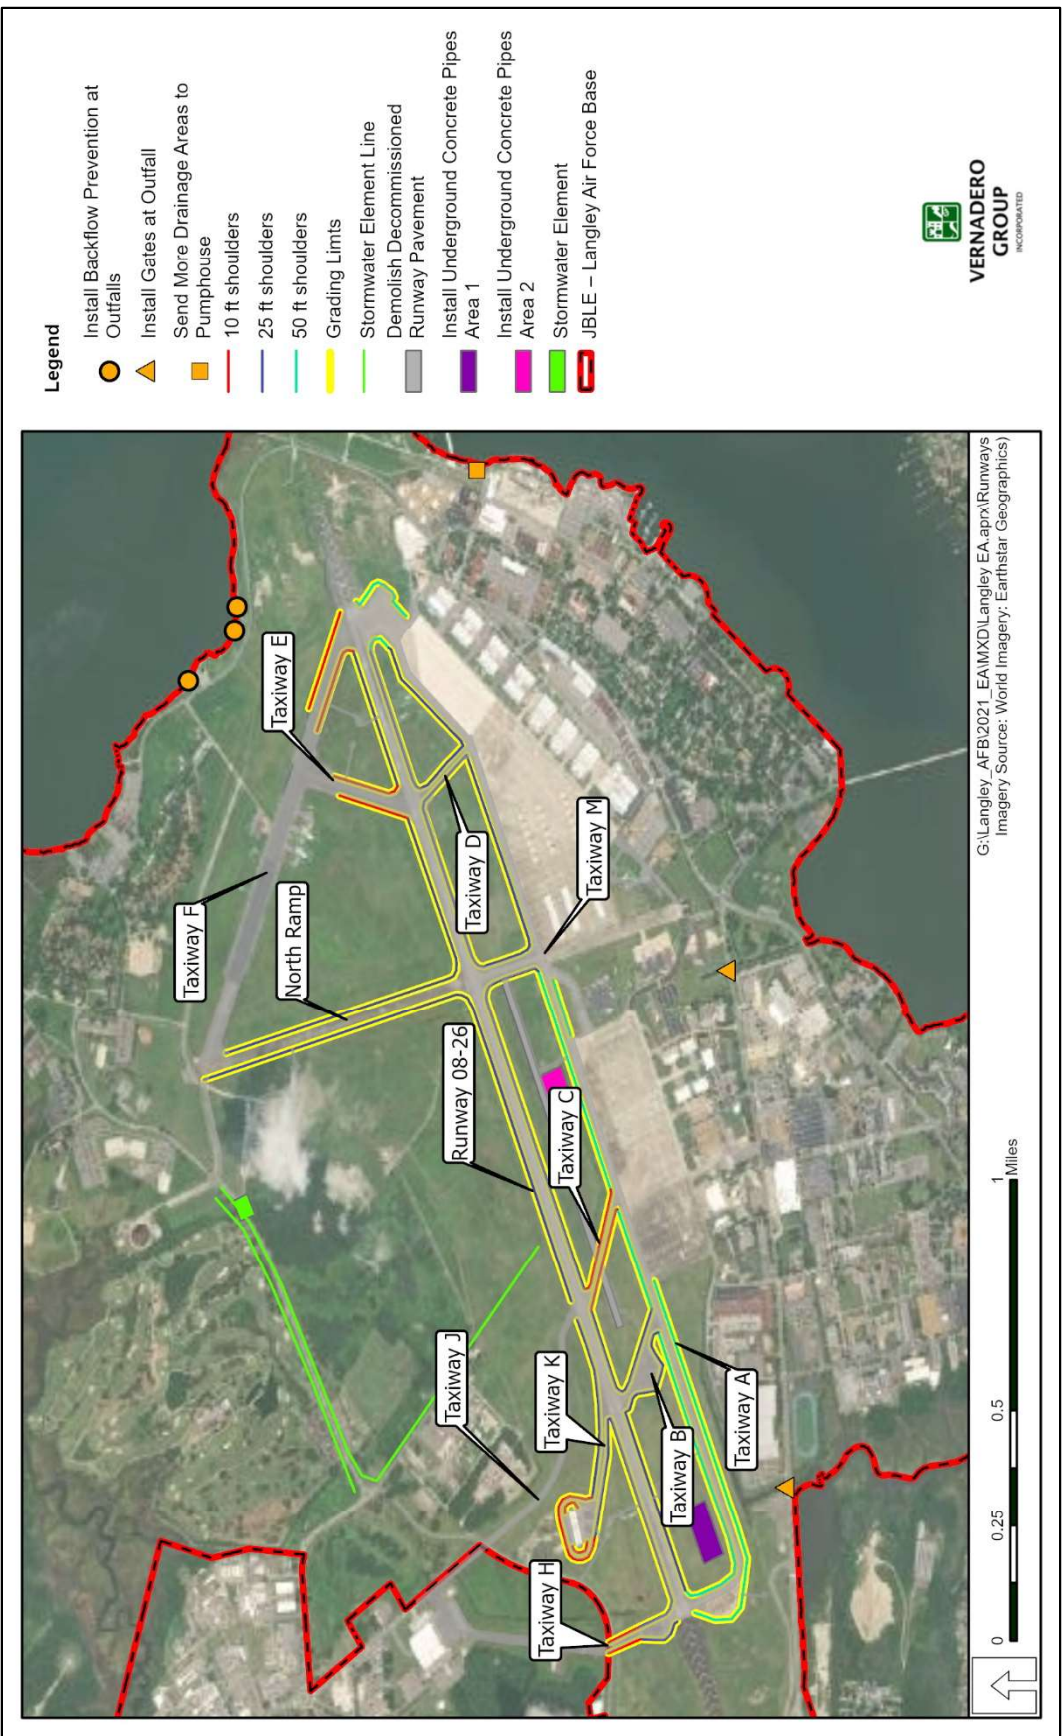 Legend
Install Backflow Prevention at
Outfalls
Install Gates at Outfall
Send More Drainage Areas to
Pumphouse
10 ft shoulders
25 ft shoulders
50 ft shoulders
Grading Limts
Stormwater Element Line
Demolish Decommissioned
Runway Pavement
Install Underground Concrete Pipes
Area 1
Install Underground Concrete Pipes
Area 2
Stormwater Element
JBLE – Langley Air Force Base
VERNADERO
GROUP
INCORPORATED
Taxiway E
Taxiway F
North Ramp
Taxiway D
Taxiway M
Runway 08-26
Taxiway C
Taxiway J
Taxiway K
Taxiway B
Taxiway A
Taxiway H
0
0.25
0.5
1
Miles
G:\Langley_AFB\2021_EA\MXD\Langley EA.aprx\Runways
Imagery Source: World Imagery: Earthstar Geographics)